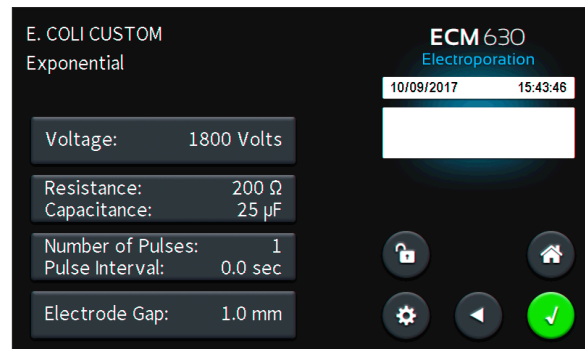 E. COLI CUSTOM
Exponential
ECM 630
Electroporation
10/09/2017 15:43:46
Voltage: 1800 Volts
Resistance: 200 Ω
Capacitance: 25 µF
Number of Pulses: 1
Pulse Interval: 0.0 sec
Electrode Gap: 1.0 mm